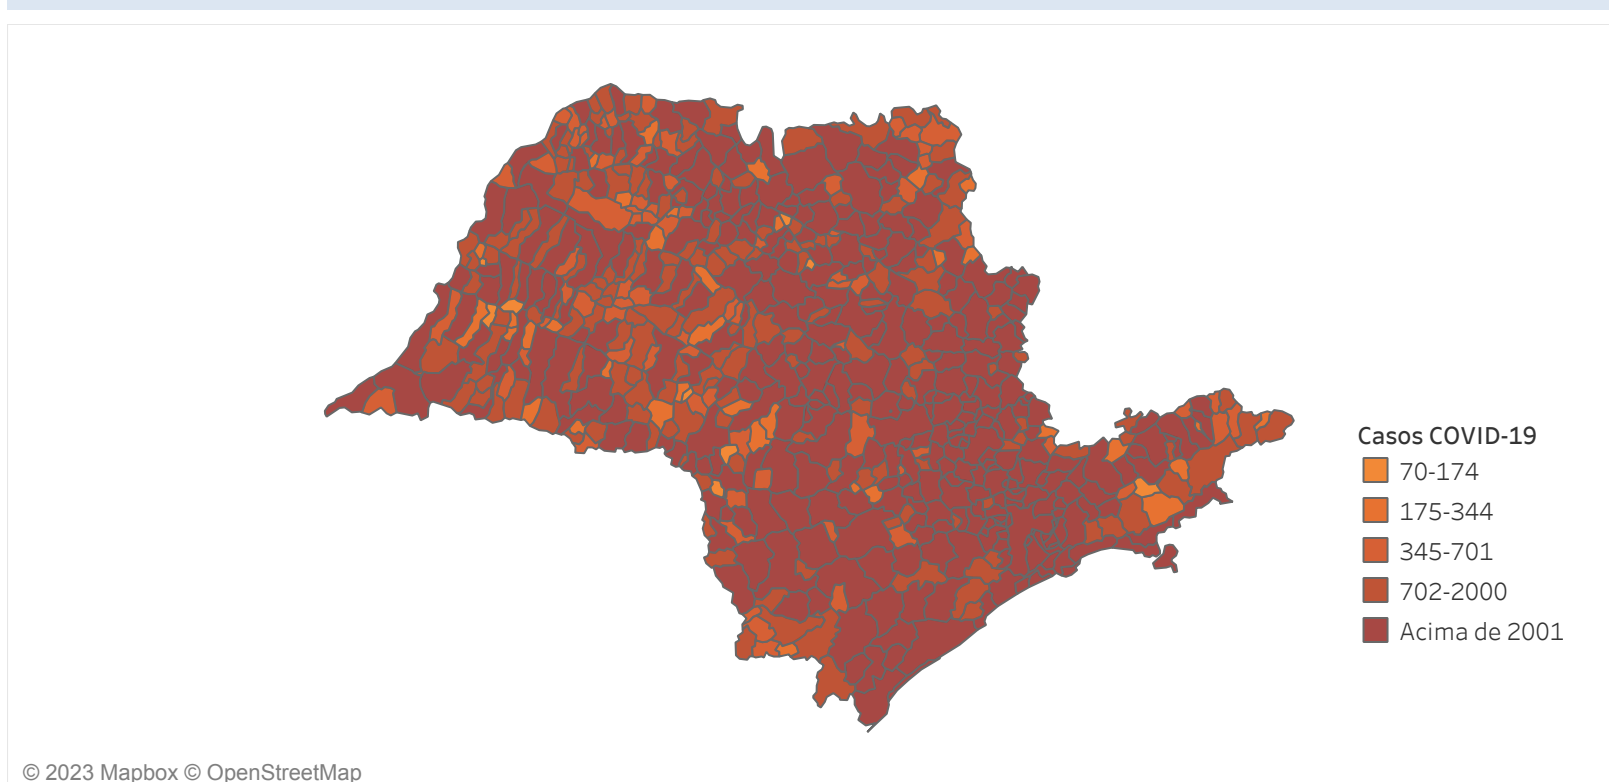 Casos COVID-19
70-174
175-344
345-701
702-2000
Acima de 2001
© 2023 Mapbox © OpenStreetMap